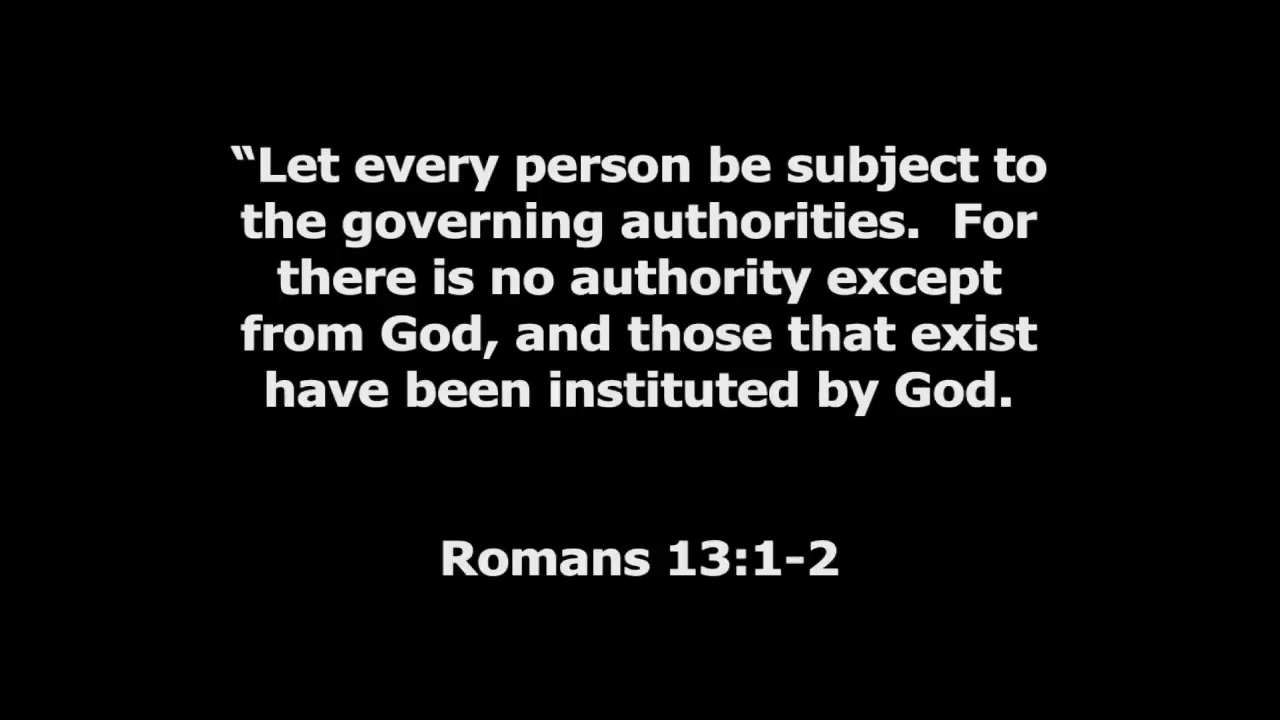 “Let every person be subject to
the governing authorities.  For
there is no authority except
from God, and those that exist
have been instituted by God.
Romans 13:1-2